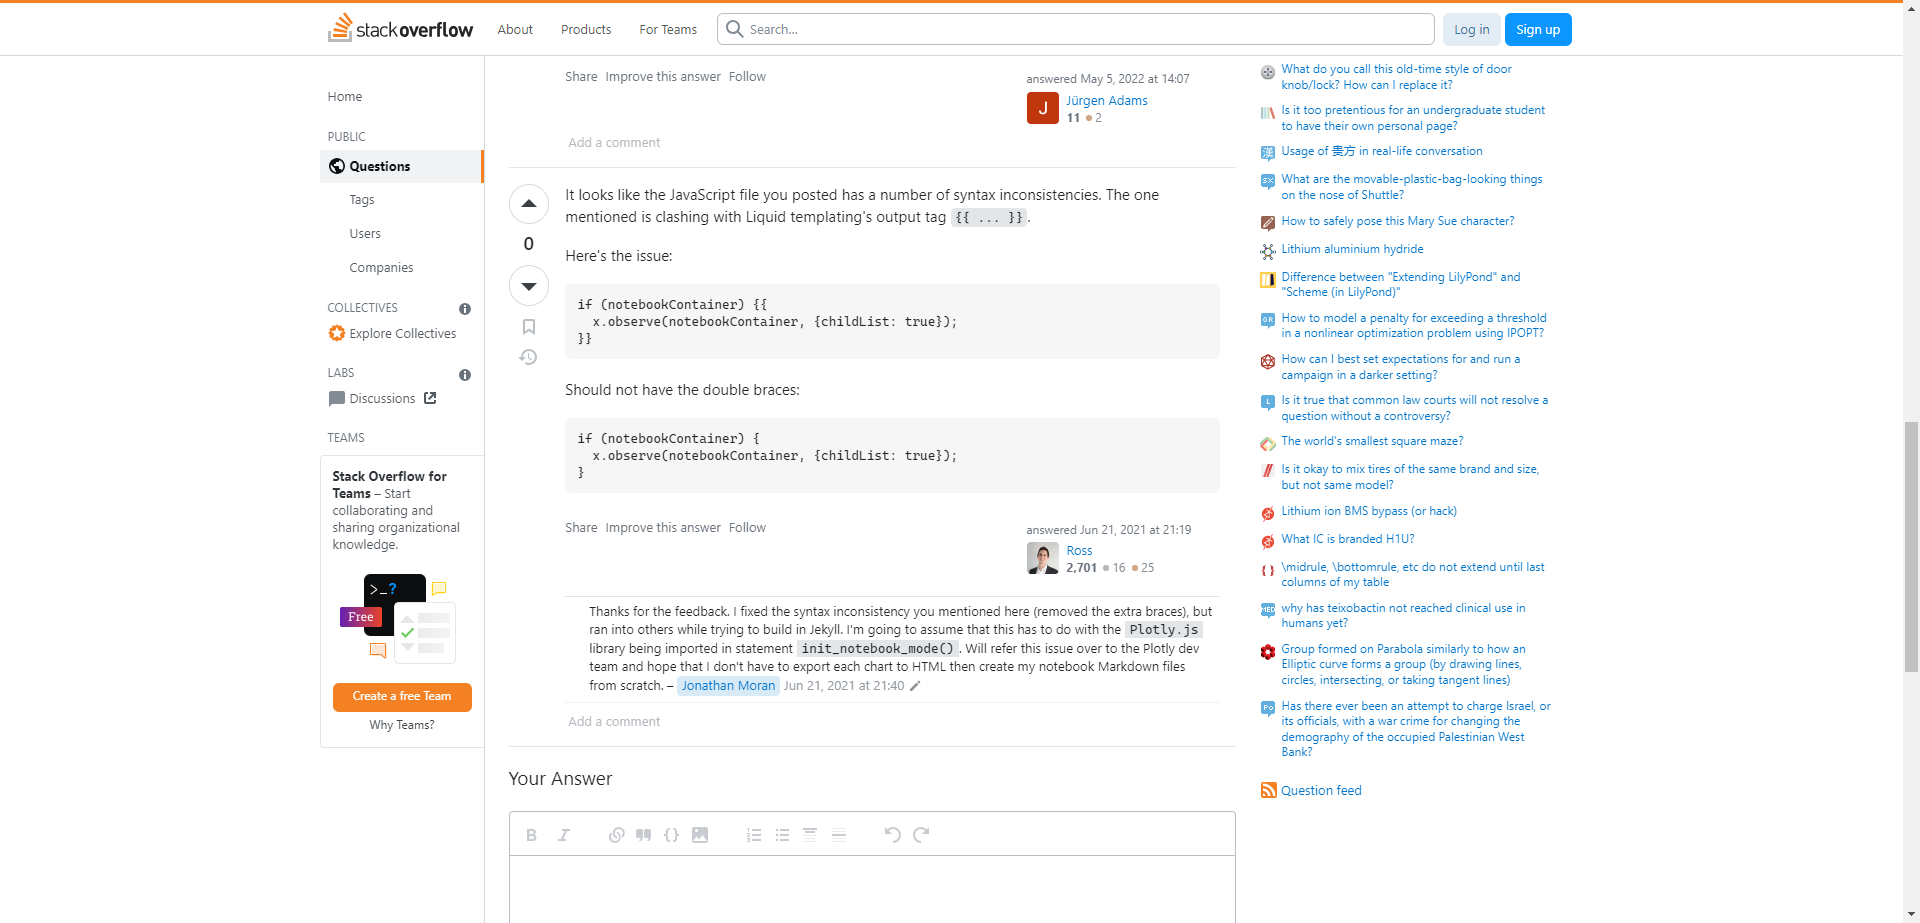 stack overflow
About
Products
For Teams
Search...
Log in
Sign up
Home
PUBLIC
Questions
Tags
Users
Companies
COLLECTIVES
Explore Collectives
LABS
Discussions
TEAMS
Stack Overflow for
Teams – Start
collaborating and
sharing organizational
knowledge.
>_?
Free
Create a free Team
Why Teams?
Share Improve this answer Follow
answered May 5, 2022 at 14:07
J
Jürgen Adams
11 2
Add a comment
It looks like the JavaScript file you posted has a number of syntax inconsistencies. The one
mentioned is clashing with Liquid templating's output tag {{ ... }}.
0
Here's the issue:
if (notebookContainer) {{
x.observe(notebookContainer, {childList: true});
}}
Should not have the double braces:
if (notebookContainer) {
x.observe(notebookContainer, {childList: true});
}
Share Improve this answer Follow
answered Jun 21, 2021 at 21:19
Ross
2,701 16 25
Thanks for the feedback. I fixed the syntax inconsistency you mentioned here (removed the extra braces), but
ran into others while trying to build in Jekyll. I'm going to assume that this has to do with the Plotly.js
library being imported in statement init_notebook_mode(). Will refer this issue over to the Plotly dev
team and hope that I don't have to export each chart to HTML then create my notebook Markdown files
from scratch. – Jonathan Moran Jun 21, 2021 at 21:40
Add a comment
Your Answer
B I
What do you call this old-time style of door
knob/lock? How can I replace it?
Is it too pretentious for an undergraduate student
to have their own personal page?
Usage of 貴方 in real-life conversation
What are the movable-plastic-bag-looking things
on the nose of Shuttle?
How to safely pose this Mary Sue character?
Lithium aluminium hydride
Difference between "Extending LilyPond" and
"Scheme (in LilyPond)"
How to model a penalty for exceeding a threshold
in a nonlinear optimization problem using IPOPT?
How can I best set expectations for and run a
campaign in a darker setting?
Is it true that common law courts will not resolve a
question without a controversy?
The world's smallest square maze?
Is it okay to mix tires of the same brand and size,
but not same model?
Lithium ion BMS bypass (or hack)
What IC is branded H1U?
\midrule, \bottomrule, etc do not extend until last
columns of my table
why has teixobactin not reached clinical use in
humans yet?
Group formed on Parabola similarly to how an
Elliptic curve forms a group (by drawing lines,
circles, intersecting, or taking tangent lines)
Has there ever been an attempt to charge Israel, or
its officials, with a war crime for changing the
demography of the occupied Palestinian West
Bank?
Question feed